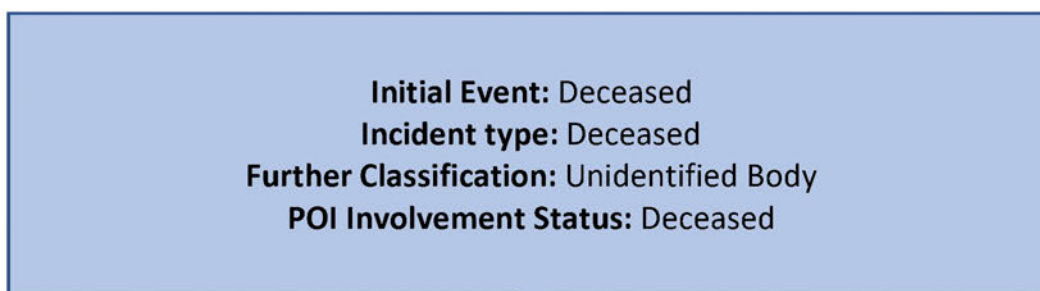 Initial Event: Deceased
Incident type: Deceased
Further Classification: Unidentified Body
POI Involvement Status: Deceased